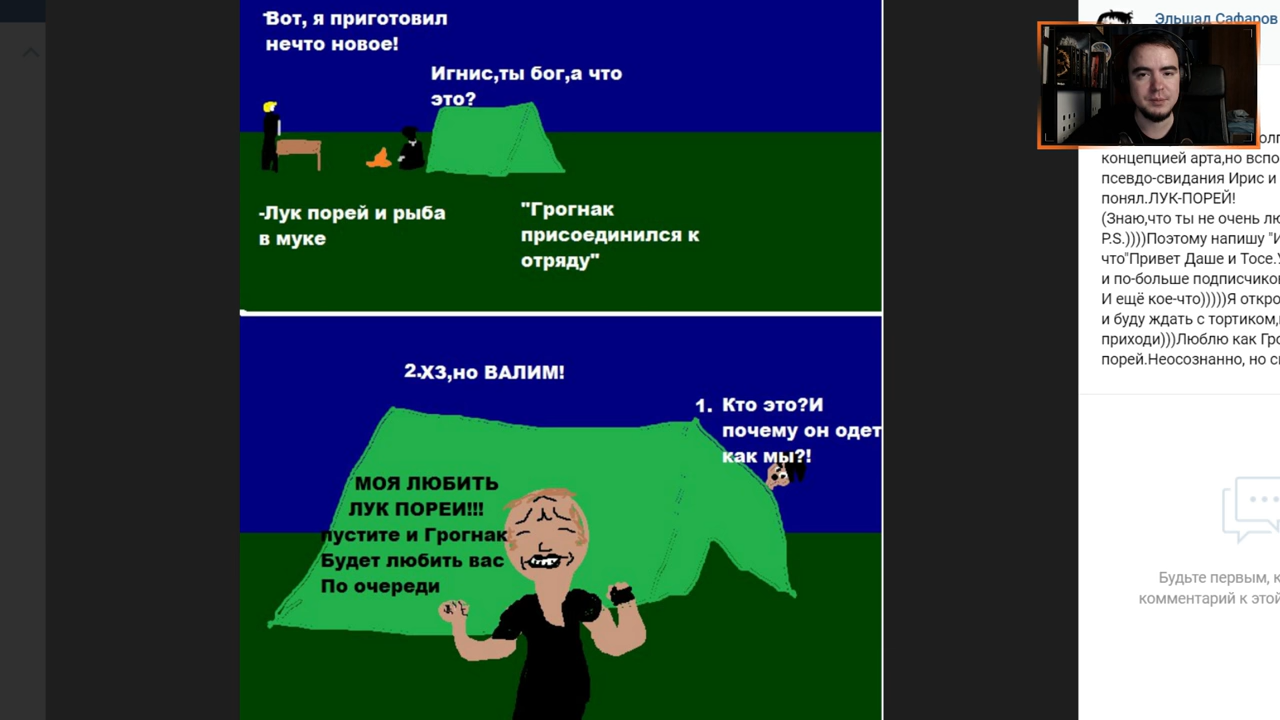 -Вот, я приготовил
нечто новое!
Игнис,ты бог,а что
это?
-Лук порей и рыба
в муке
"Грогнак
присоединился к
отряду"
2.ХЗ,но ВАЛИМ!
1. Кто это?И
почему он одет
как мы?!
МОЯ ЛЮБИТЬ
ЛУК ПОРЕИ!!!
пустите и Грогнак
Будет любить вас
По очереди
Эльшад Сафаров
концепцией арта,но вспо
псевдо-свидания Ирис и
понял.ЛУК-ПОРЕЙ!
(Знаю,что ты не очень лю
P.S.))))Поэтому напишу "И
что"Привет Даше и Тосе.У
и по-больше подписчико
И ещё кое-что)))))Я откро
и буду ждать с тортиком,
приходи)))Люблю как Гро
порей.Неосознанно, но с
Будьте первым, к
комментарий к этой